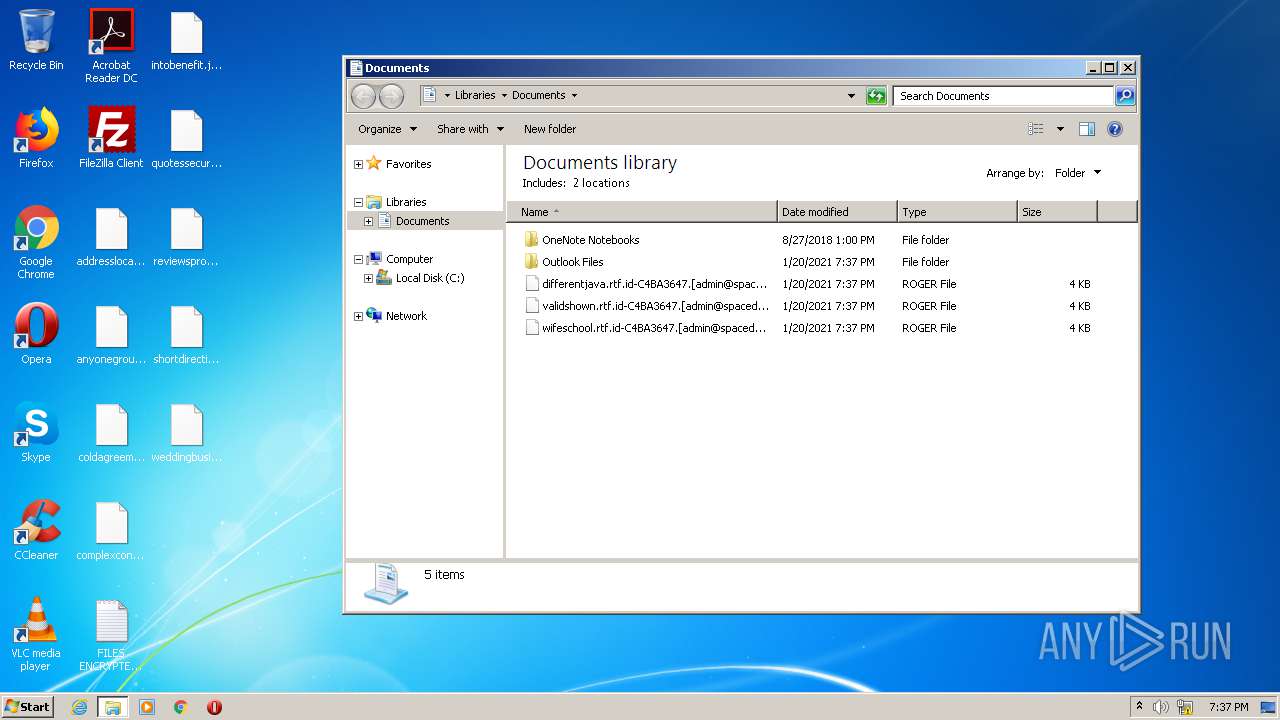 Recycle Bin
Acrobat
Reader DC
intobenefit.j...
Firefox
FileZilla Client
quotessecur...
Google
Chrome
addressloca...
reviewspro...
Opera
anyonegrou...
shortdirecti...
Skype
coldagreem...
weddingbusi...
CCleaner
complexcon...
VLC media
player
FILES
ENCRYPTE...
Documents
Libraries
Documents
Search Documents
Organize
Share with
New folder
Favorites
Libraries
Documents
Computer
Local Disk (C:)
Network
Documents library
Includes: 2 locations
Arrange by: Folder
Name
Date modified
Type
Size
OneNote Notebooks 8/27/2018 1:00 PM File folder
Outlook Files 1/20/2021 7:37 PM File folder
differentjava.rtf.id-C4BA3647.[admin@spac... 1/20/2021 7:37 PM ROGER File 4 KB
validshown.rtf.id-C4BA3647.[admin@spaced... 1/20/2021 7:37 PM ROGER File 4 KB
wifeschool.rtf.id-C4BA3647.[admin@spaced... 1/20/2021 7:37 PM ROGER File 4 KB
5 items
ANY RUN
Start
7:37 PM